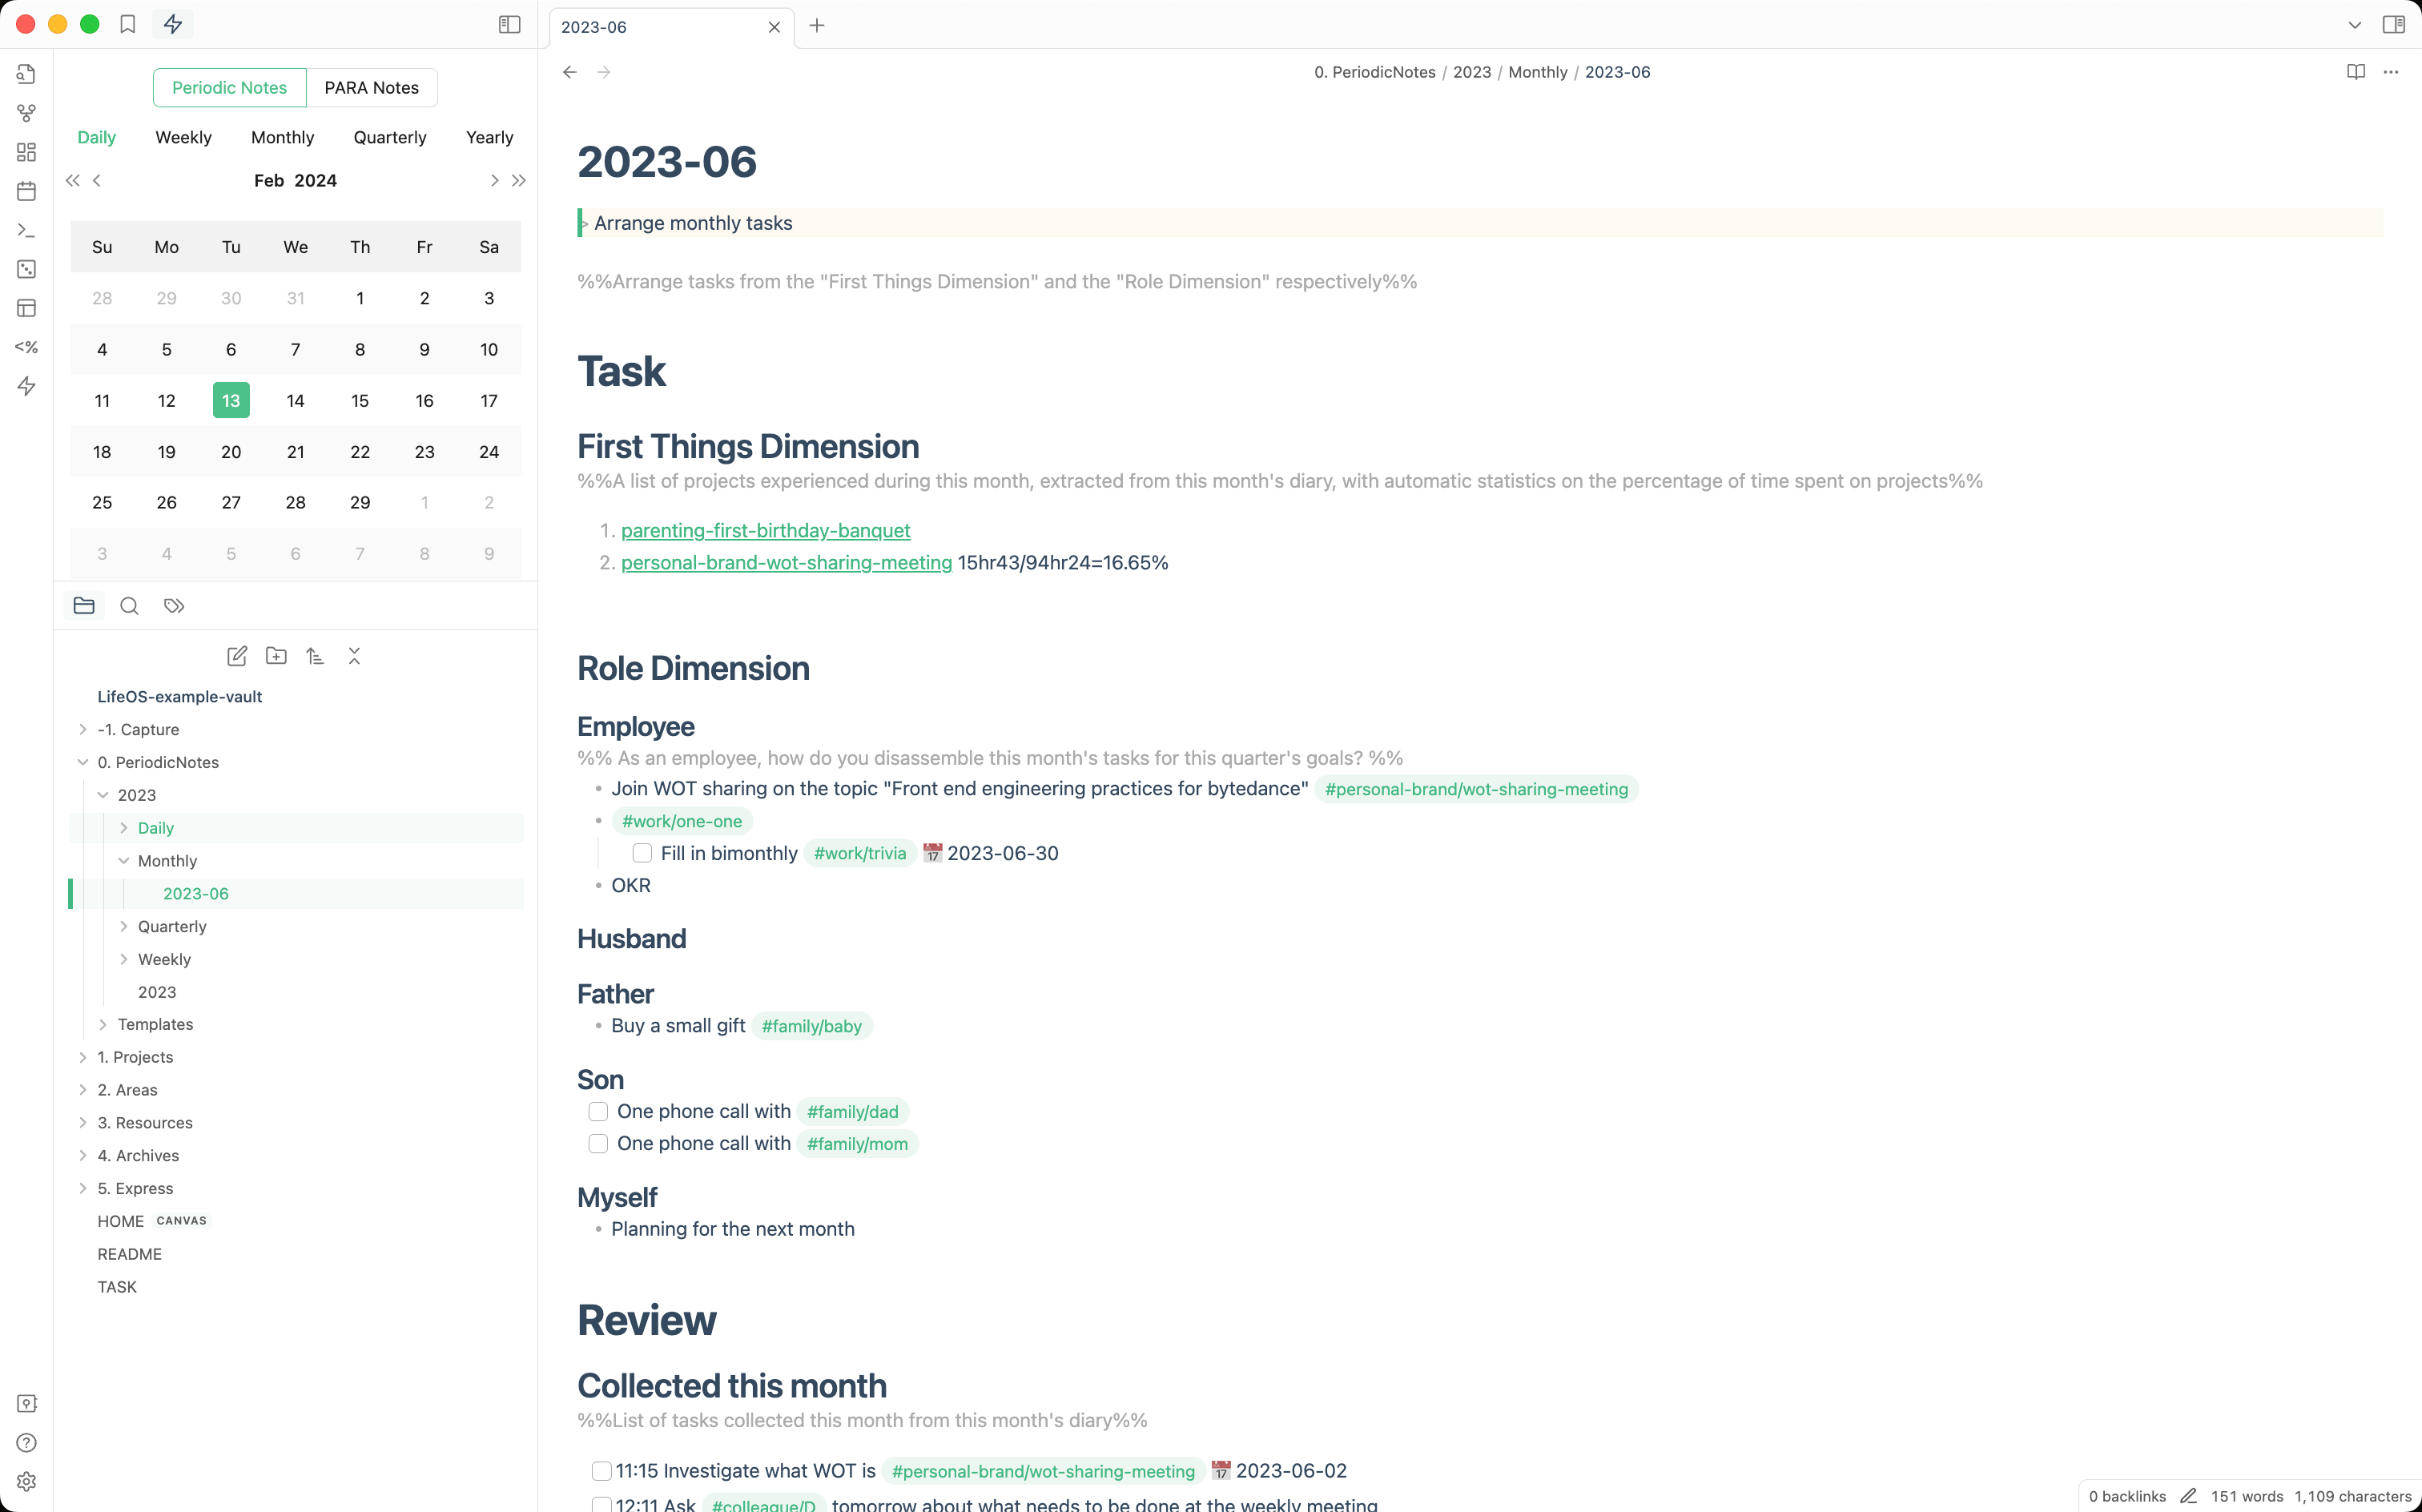 2023-06
Periodic Notes PARA Notes
Daily Weekly Monthly Quarterly Yearly
Feb 2024
Su Mo Tu We Th Fr Sa
28 29 30 31 1 2 3
4 5 6 7 8 9 10
11 12 13 14 15 16 17
18 19 20 21 22 23 24
25 26 27 28 29 1 2
3 4 5 6 7 8 9
<%
LifeOS-example-vault
-1. Capture
0. PeriodicNotes
2023
Daily
Monthly
2023-06
Quarterly
Weekly
2023
Templates
1. Projects
2. Areas
3. Resources
4. Archives
5. Express
HOME CANVAS
README
TASK
0. PeriodicNotes / 2023 / Monthly / 2023-06
2023-06
> Arrange monthly tasks
%%Arrange tasks from the "First Things Dimension" and the "Role Dimension" respectively%%
Task
First Things Dimension
%%A list of projects experienced during this month, extracted from this month's diary, with automatic statistics on the percentage of time spent on projects%%
1. parenting-first-birthday-banquet
2. personal-brand-wot-sharing-meeting 15hr43/94hr24=16.65%
Role Dimension
Employee
%% As an employee, how do you disassemble this month's tasks for this quarter's goals? %%
• Join WOT sharing on the topic "Front end engineering practices for bytedance" #personal-brand/wot-sharing-meeting
• #work/one-one
Fill in bimonthly #work/trivia 📅 2023-06-30
• OKR
Husband
Father
• Buy a small gift #family/baby
Son
One phone call with #family/dad
One phone call with #family/mom
Myself
• Planning for the next month
Review
Collected this month
%%List of tasks collected this month from this month's diary%%
11:15 Investigate what WOT is #personal-brand/wot-sharing-meeting 📅 2023-06-02
12:11 Ask #colleague/D tomorrow about what needs to be done at the weekly meeting
0 backlinks 151 words 1,109 characters